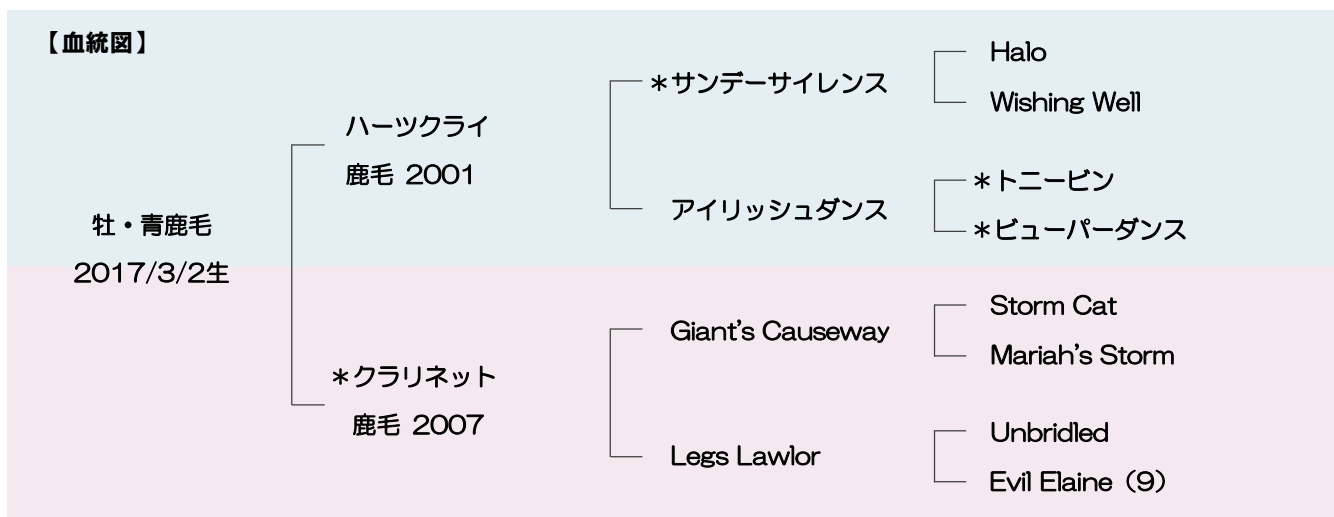 【血統図】
牡・青鹿毛
2017/3/2生
ハーツクライ
鹿毛 2001
＊クラリネット
鹿毛 2007
＊サンデーサイレンス
アイリッシュダンス
Giant's Causeway
Legs Lawlor
Halo
Wishing Well
＊トニービン
＊ビューパーダンス
Storm Cat
Mariah's Storm
Unbridled
Evil Elaine（9）